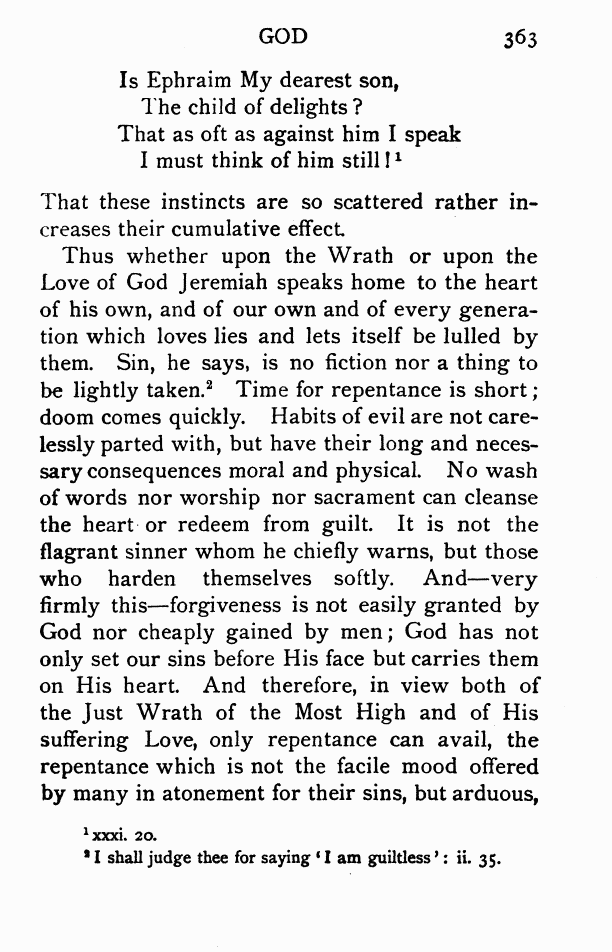 GOD 363
Is Ephraim My dearest son,
The child of delights?
That as oft as against him I speak
I must think of him still!¹
That these instincts are so scattered rather in-
creases their cumulative effect.
Thus whether upon the Wrath or upon the
Love of God Jeremiah speaks home to the heart
of his own, and of our own and of every genera-
tion which loves lies and lets itself be lulled by
them. Sin, he says, is no fiction nor a thing to
be lightly taken.² Time for repentance is short;
doom comes quickly. Habits of evil are not care-
lessly parted with, but have their long and neces-
sary consequences moral and physical. No wash
of words nor worship nor sacrament can cleanse
the heart or redeem from guilt. It is not the
flagrant sinner whom he chiefly warns, but those
who harden themselves softly. And—very
firmly this—forgiveness is not easily granted by
God nor cheaply gained by men; God has not
only set our sins before His face but carries them
on His heart. And therefore, in view both of
the Just Wrath of the Most High and of His
suffering Love, only repentance can avail, the
repentance which is not the facile mood offered
by many in atonement for their sins, but arduous,
¹ xxxi. 20.
² I shall judge thee for saying ‘I am guiltless’: ii. 35.